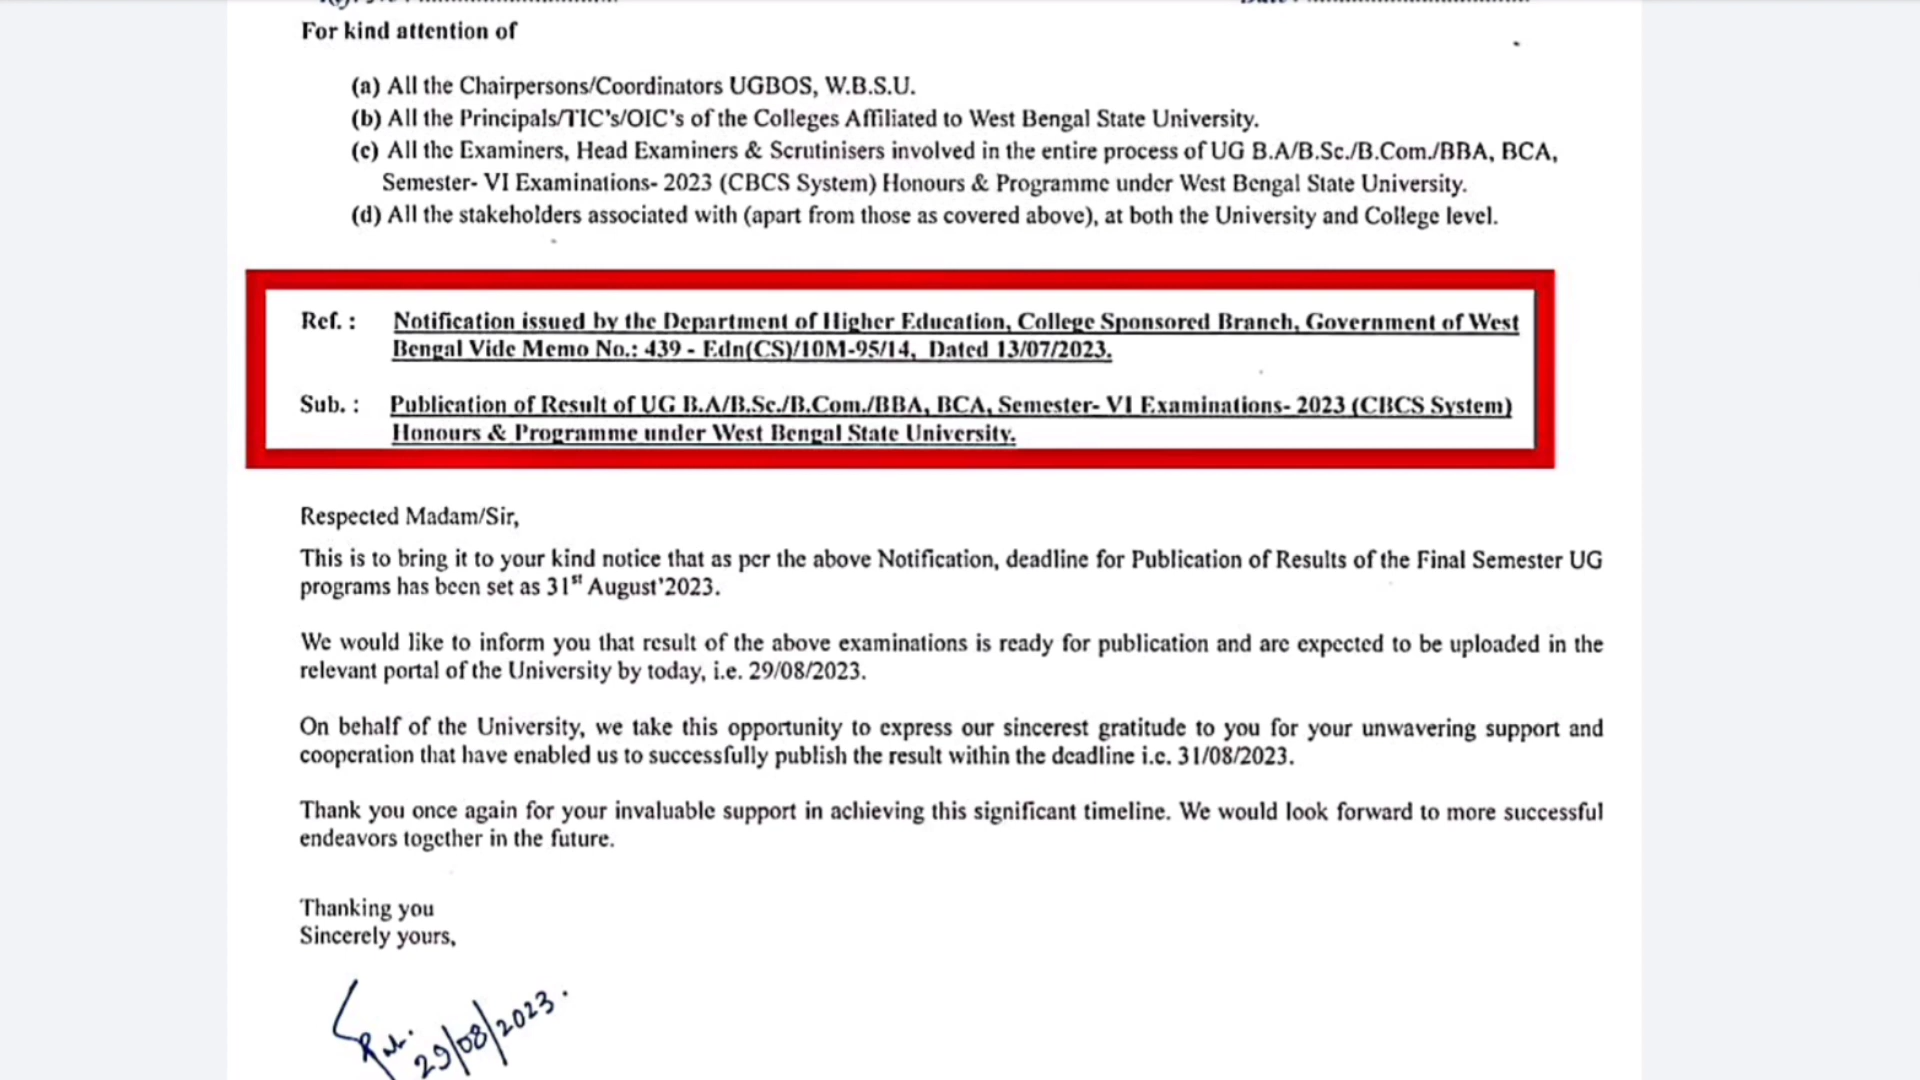 For kind attention of
(a) All the Chairpersons/Coordinators UGBOS, W.B.S.U.
(b) All the Principals/TIC's/OIC's of the Colleges Affiliated to West Bengal State University.
(c) All the Examiners, Head Examiners & Scrutinisers involved in the entire process of UG B.A/B.Sc./B.Com./BBA, BCA,
Semester- VI Examinations- 2023 (CBCS System) Honours & Programme under West Bengal State University.
(d) All the stakeholders associated with (apart from those as covered above), at both the University and College level.
Ref. : Notification issued by the Department of Higher Education, College Sponsored Branch, Government of West
Bengal Vide Memo No.: 439 - Edn(CS)/10M-95/14, Dated 13/07/2023.
Sub. : Publication of Result of UG B.A/B.Sc./B.Com./BBA, BCA, Semester- VI Examinations- 2023 (CBCS System)
Honours & Programme under West Bengal State University.
Respected Madam/Sir,
This is to bring it to your kind notice that as per the above Notification, deadline for Publication of Results of the Final Semester UG
programs has been set as 31st August'2023.
We would like to inform you that result of the above examinations is ready for publication and are expected to be uploaded in the
relevant portal of the University by today, i.e. 29/08/2023.
On behalf of the University, we take this opportunity to express our sincerest gratitude to you for your unwavering support and
cooperation that have enabled us to successfully publish the result within the deadline i.e. 31/08/2023.
Thank you once again for your invaluable support in achieving this significant timeline. We would look forward to more successful
endeavors together in the future.
Thanking you
Sincerely yours,
29/08/2023.